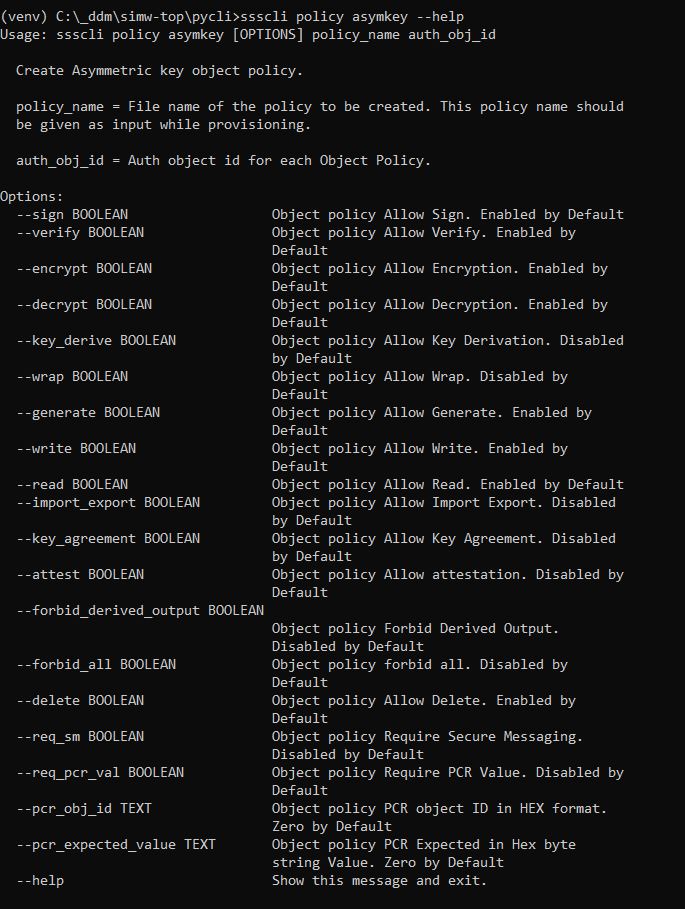 (venv) C:\_ddm\simw-top\pycli>ssscli policy asymkey --help
Usage: ssscli policy asymkey [OPTIONS] policy_name auth_obj_id
Create Asymmetric key object policy.
policy_name = File name of the policy to be created. This policy name should
be given as input while provisioning.
auth_obj_id = Auth object id for each Object Policy.
Options:
--sign BOOLEAN Object policy Allow Sign. Enabled by Default
--verify BOOLEAN Object policy Allow Verify. Enabled by
Default
--encrypt BOOLEAN Object policy Allow Encryption. Enabled by
Default
--decrypt BOOLEAN Object policy Allow Decryption. Enabled by
Default
--key_derive BOOLEAN Object policy Allow Key Derivation. Disabled
by Default
--wrap BOOLEAN Object policy Allow Wrap. Disabled by
Default
--generate BOOLEAN Object policy Allow Generate. Enabled by
Default
--write BOOLEAN Object policy Allow Write. Enabled by
Default
--read BOOLEAN Object policy Allow Read. Enabled by Default
--import_export BOOLEAN Object policy Allow Import Export. Disabled
by Default
--key_agreement BOOLEAN Object policy Allow Key Agreement. Disabled
by Default
--attest BOOLEAN Object policy Allow attestation. Disabled by
Default
--forbid_derived_output BOOLEAN
Object policy Forbid Derived Output.
Disabled by Default
--forbid_all BOOLEAN Object policy forbid all. Disabled by
Default
--delete BOOLEAN Object policy Allow Delete. Enabled by
Default
--req_sm BOOLEAN Object policy Require Secure Messaging.
Disabled by Default
--req_pcr_val BOOLEAN Object policy Require PCR Value. Disabled by
Default
--pcr_obj_id TEXT Object policy PCR object ID in HEX format.
Zero by Default
--pcr_expected_value TEXT Object policy PCR Expected in Hex byte
string Value. Zero by Default
--help Show this message and exit.